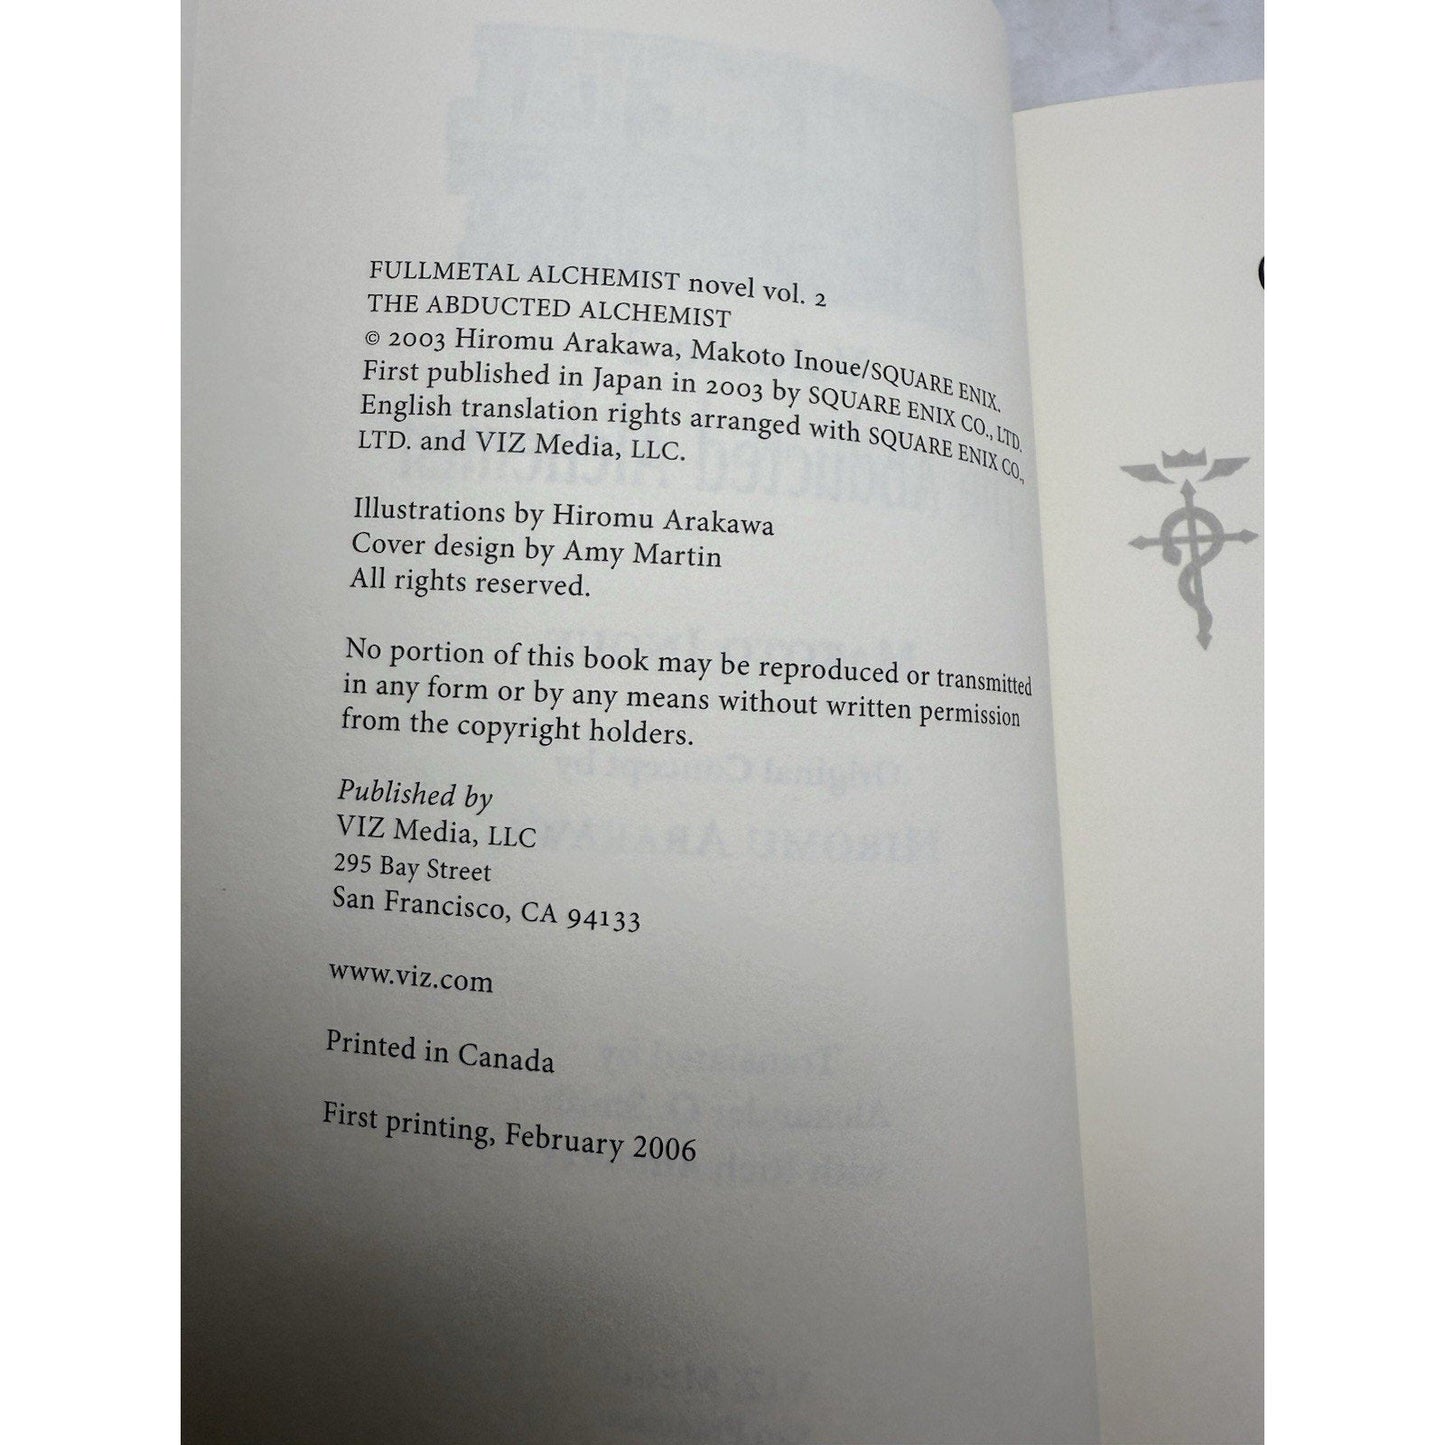 FULLMETAL ALCHEMIST novel vol. 2
THE ABDUCTED ALCHEMIST
© 2003 Hiromu Arakawa, Makoto Inoue/SQUARE ENIX.
First published in Japan in 2003 by SQUARE ENIX CO., LTD.
English translation rights arranged with SQUARE ENIX CO.,
LTD. and VIZ Media, LLC.
Illustrations by Hiromu Arakawa
Cover design by Amy Martin
All rights reserved.
No portion of this book may be reproduced or transmitted
in any form or by any means without written permission
from the copyright holders.
Published by
VIZ Media, LLC
295 Bay Street
San Francisco, CA 94133
www.viz.com
Printed in Canada
First printing, February 2006